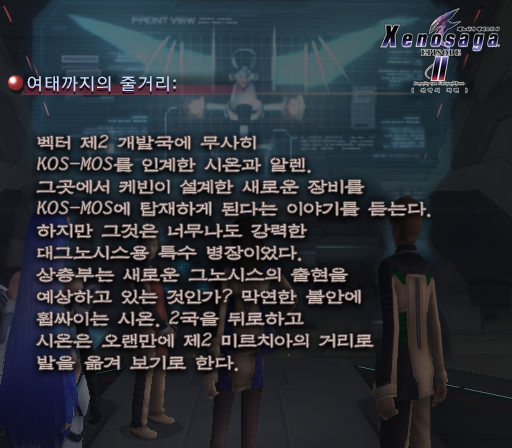 FRONT VIEW
Xenosaga
EPISODE
II
[ 선악의 저편 ]
여태까지의 줄거리:
벡터 제2 개발국에 무사히
KOS-MOS를 인계한 시온과 알렌.
그곳에서 케빈이 설계한 새로운 장비를
KOS-MOS에 탑재하게 된다는 이야기를 듣는다.
하지만 그것은 너무나도 강력한
대그노시스용 특수 병장이었다.
상층부는 새로운 그노시스의 출현을
예상하고 있는 것인가? 막연한 불안에
휩싸이는 시온. 2국을 뒤로하고
시온은 오랜만에 제2 미르치아의 거리로
발을 옮겨 보기로 한다.